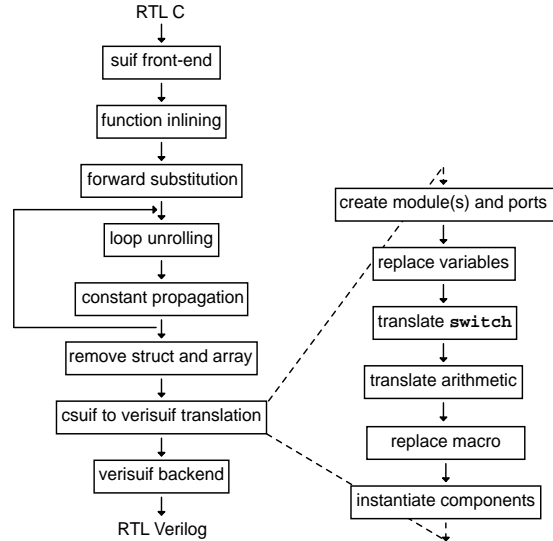 RTL C
suif front-end
function inlining
forward substitution
loop unrolling
constant propagation
remove struct and array
csuif to verisuif translation
verisuif backend
RTL Verilog
create module(s) and ports
replace variables
translate switch
translate arithmetic
replace macro
instantiate components